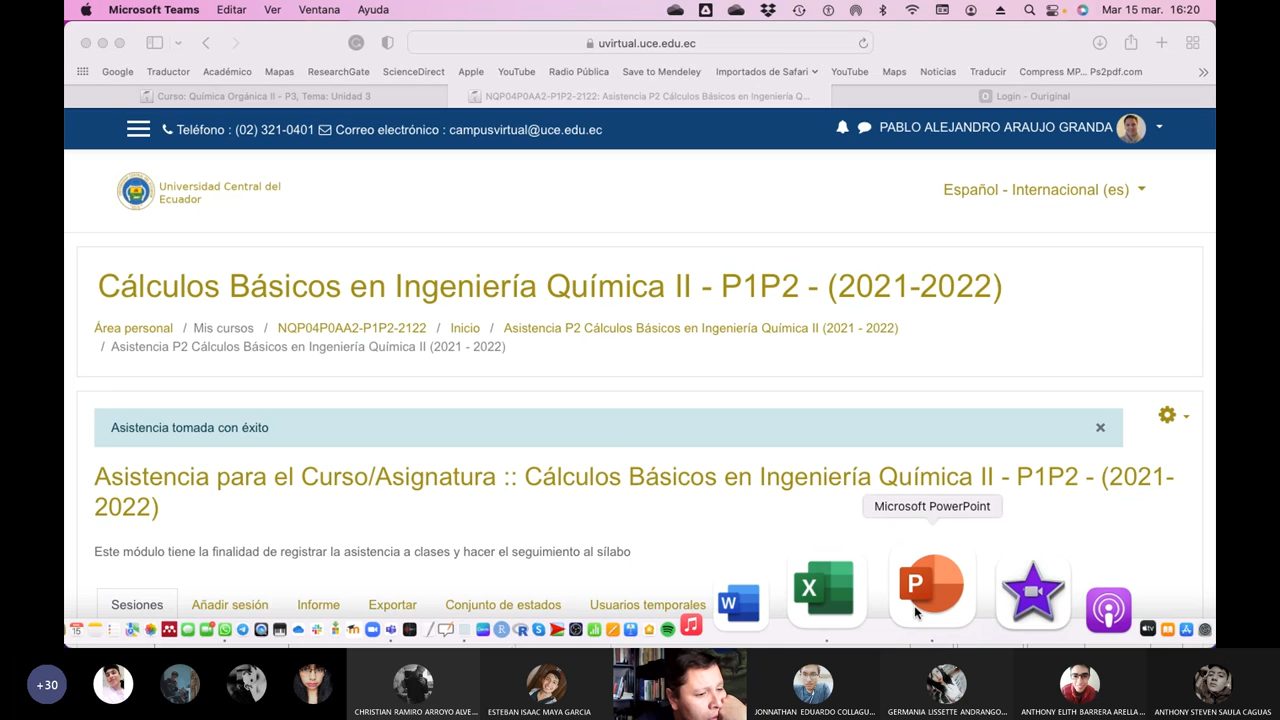 Microsoft Teams Editar Ver Ventana Ayuda Mar 15 mar. 16:20
uvirtual.uce.edu.ec
Google Traductor Académico Mapas ResearchGate ScienceDirect Apple YouTube Radio Pública Save to Mendeley Importados de Safari YouTube Maps Noticias Traducir Compress MP... Ps2pdf.com
Curso: Química Orgánica II - P3, Tema: Unidad 3 NQP04P0AA2-P1P2-2122: Asistencia P2 Cálculos Básicos en Ingeniería Q... Login - Ouriginal
Teléfono : (02) 321-0401 Correo electrónico : campusvirtual@uce.edu.ec PABLO ALEJANDRO ARAUJO GRANDA
Universidad Central del
Ecuador
Español - Internacional (es)
Cálculos Básicos en Ingeniería Química II - P1P2 - (2021-2022)
Área personal / Mis cursos / NQP04P0AA2-P1P2-2122 / Inicio / Asistencia P2 Cálculos Básicos en Ingeniería Química II (2021 - 2022)
/ Asistencia P2 Cálculos Básicos en Ingeniería Química II (2021 - 2022)
Asistencia tomada con éxito ×
Asistencia para el Curso/Asignatura :: Cálculos Básicos en Ingeniería Química II - P1P2 - (2021-
2022)
Microsoft PowerPoint
Este módulo tiene la finalidad de registrar la asistencia a clases y hacer el seguimiento al sílabo
Sesiones Añadir sesión Informe Exportar Conjunto de estados Usuarios temporales
W X P
15 tv
+30
CHRISTIAN RAMIRO ARROYO ALVE... ESTEBAN ISAAC MAYA GARCIA JONNATHAN EDUARDO COLLAGU... GERMANIA LISSETTE ANDRANGO... ANTHONY ELITH BARRERA ARELLA... ANTHONY STEVEN SAULA CAGUAS